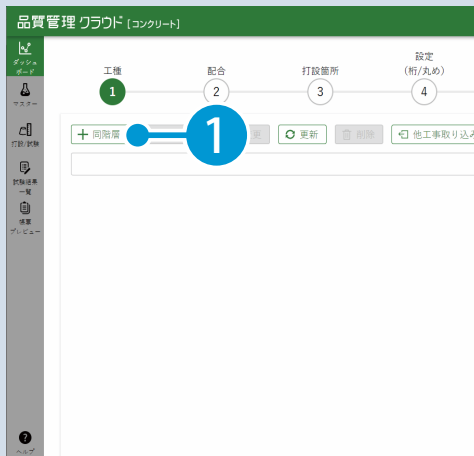 品質管理 クラウド [コンクリート]
ダッシュ
ボード
マスター
打設/試験
試験結果
一覧
帳票
プレビュー
ヘルプ
工種
配合
打設箇所
設定
(桁/丸め)
1
2
3
4
同階層
1
更
更新
削除
他工事取り込み